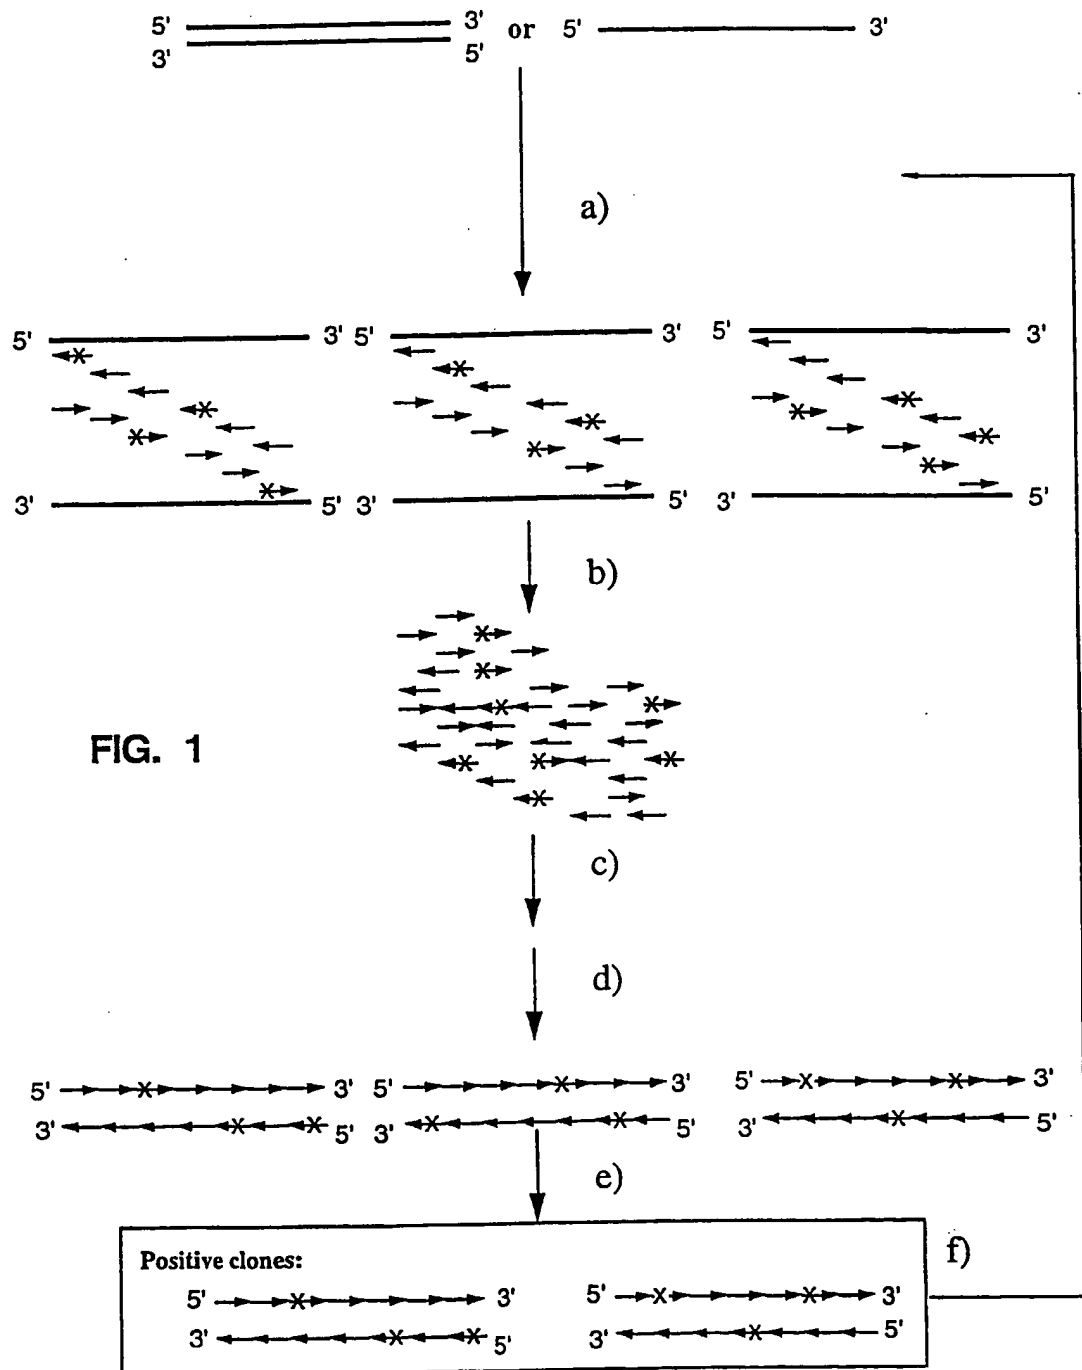 5' 3' or 5' 3'
3' 5'
a)
5' 3' 5' 3' 5' 3'
3' 5' 3' 5' 3' 5'
b)
FIG. 1
c)
d)
5' 3' 5' 3' 5' 3'
3' 5' 3' 5' 3' 5'
e)
Positive clones:
f)
5' 3' 5' 3'
3' 5' 3' 5'